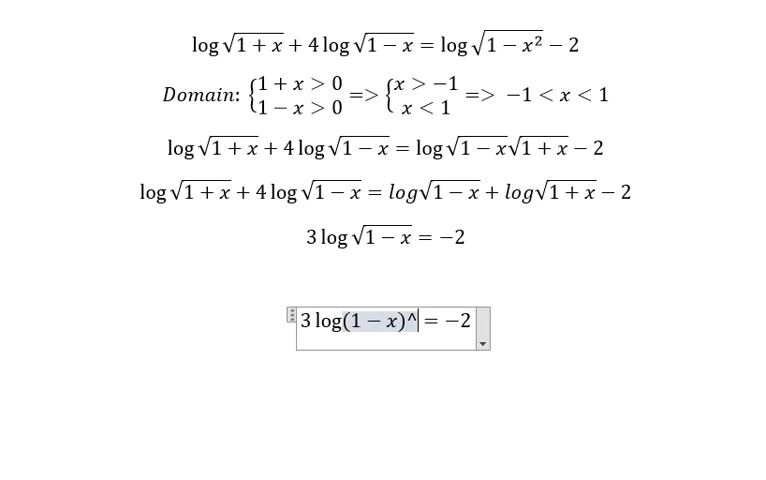 log√(1 + x) + 4 log√(1 − x) = log√(1 − x²) − 2
Domain: {1 + x > 0 => {x > −1 => −1 < x < 1
{1 − x > 0 { x < 1
log√(1 + x) + 4 log√(1 − x) = log√(1 − x)√(1 + x) − 2
log√(1 + x) + 4 log√(1 − x) = log√(1 − x) + log√(1 + x) − 2
3 log√(1 − x) = −2
3 log(1 − x)^ = −2